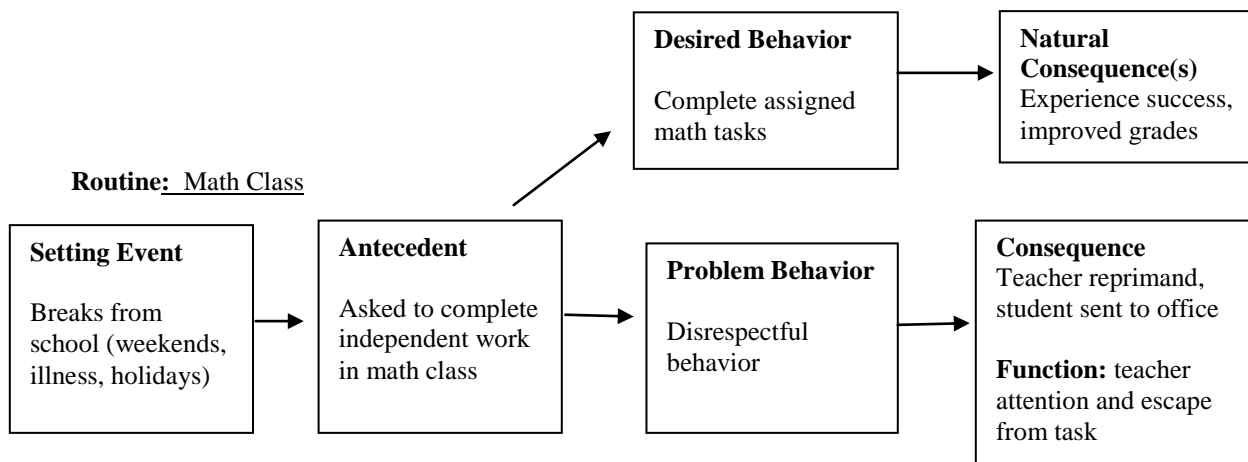 Desired Behavior
Complete assigned
math tasks
Natural
Consequence(s)
Experience success,
improved grades
Routine: Math Class
Setting Event
Breaks from
school (weekends,
illness, holidays)
Antecedent
Asked to complete
independent work
in math class
Problem Behavior
Disrespectful
behavior
Consequence
Teacher reprimand,
student sent to office
Function: teacher
attention and escape
from task